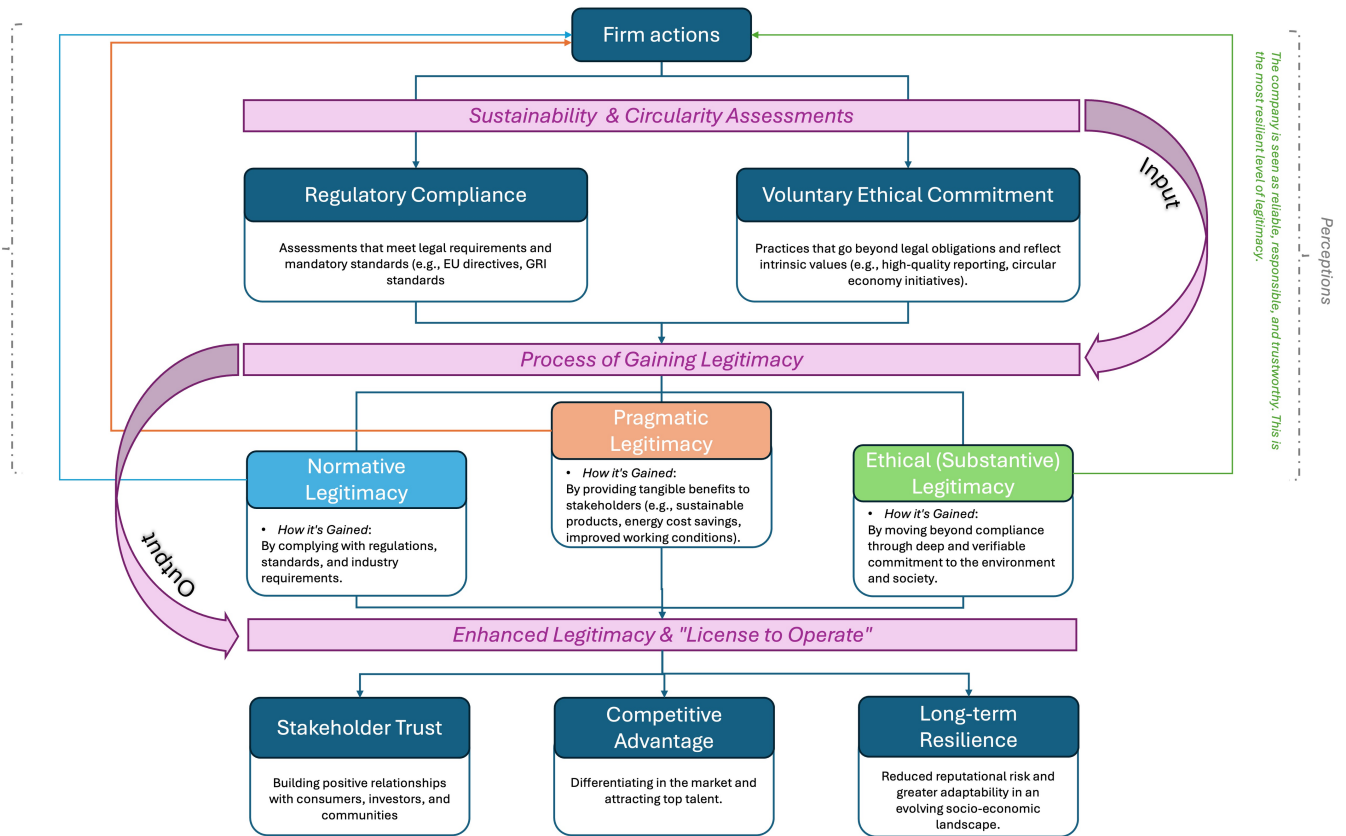 Firm actions
Sustainability & Circularity Assessments
Input
The company is seen as reliable, responsible, and trustworthy. This is
the most resilient level of legitimacy.
Perceptions
Regulatory Compliance
Assessments that meet legal requirements and
mandatory standards (e.g., EU directives, GRI
standards
Voluntary Ethical Commitment
Practices that go beyond legal obligations and reflect
intrinsic values (e.g., high-quality reporting, circular
economy initiatives).
Process of Gaining Legitimacy
Normative
Legitimacy
• How it's Gained:
By complying with regulations,
standards, and industry
requirements.
Pragmatic
Legitimacy
• How it's Gained:
By providing tangible benefits to
stakeholders (e.g., sustainable
products, energy cost savings,
improved working conditions).
Ethical (Substantive)
Legitimacy
• How it's Gained:
By moving beyond compliance
through deep and verifiable
commitment to the environment
and society.
Output
Enhanced Legitimacy & "License to Operate"
Stakeholder Trust
Building positive relationships
with consumers, investors, and
communities
Competitive
Advantage
Differentiating in the market and
attracting top talent.
Long-term
Resilience
Reduced reputational risk and
greater adaptability in an
evolving socio-economic
landscape.